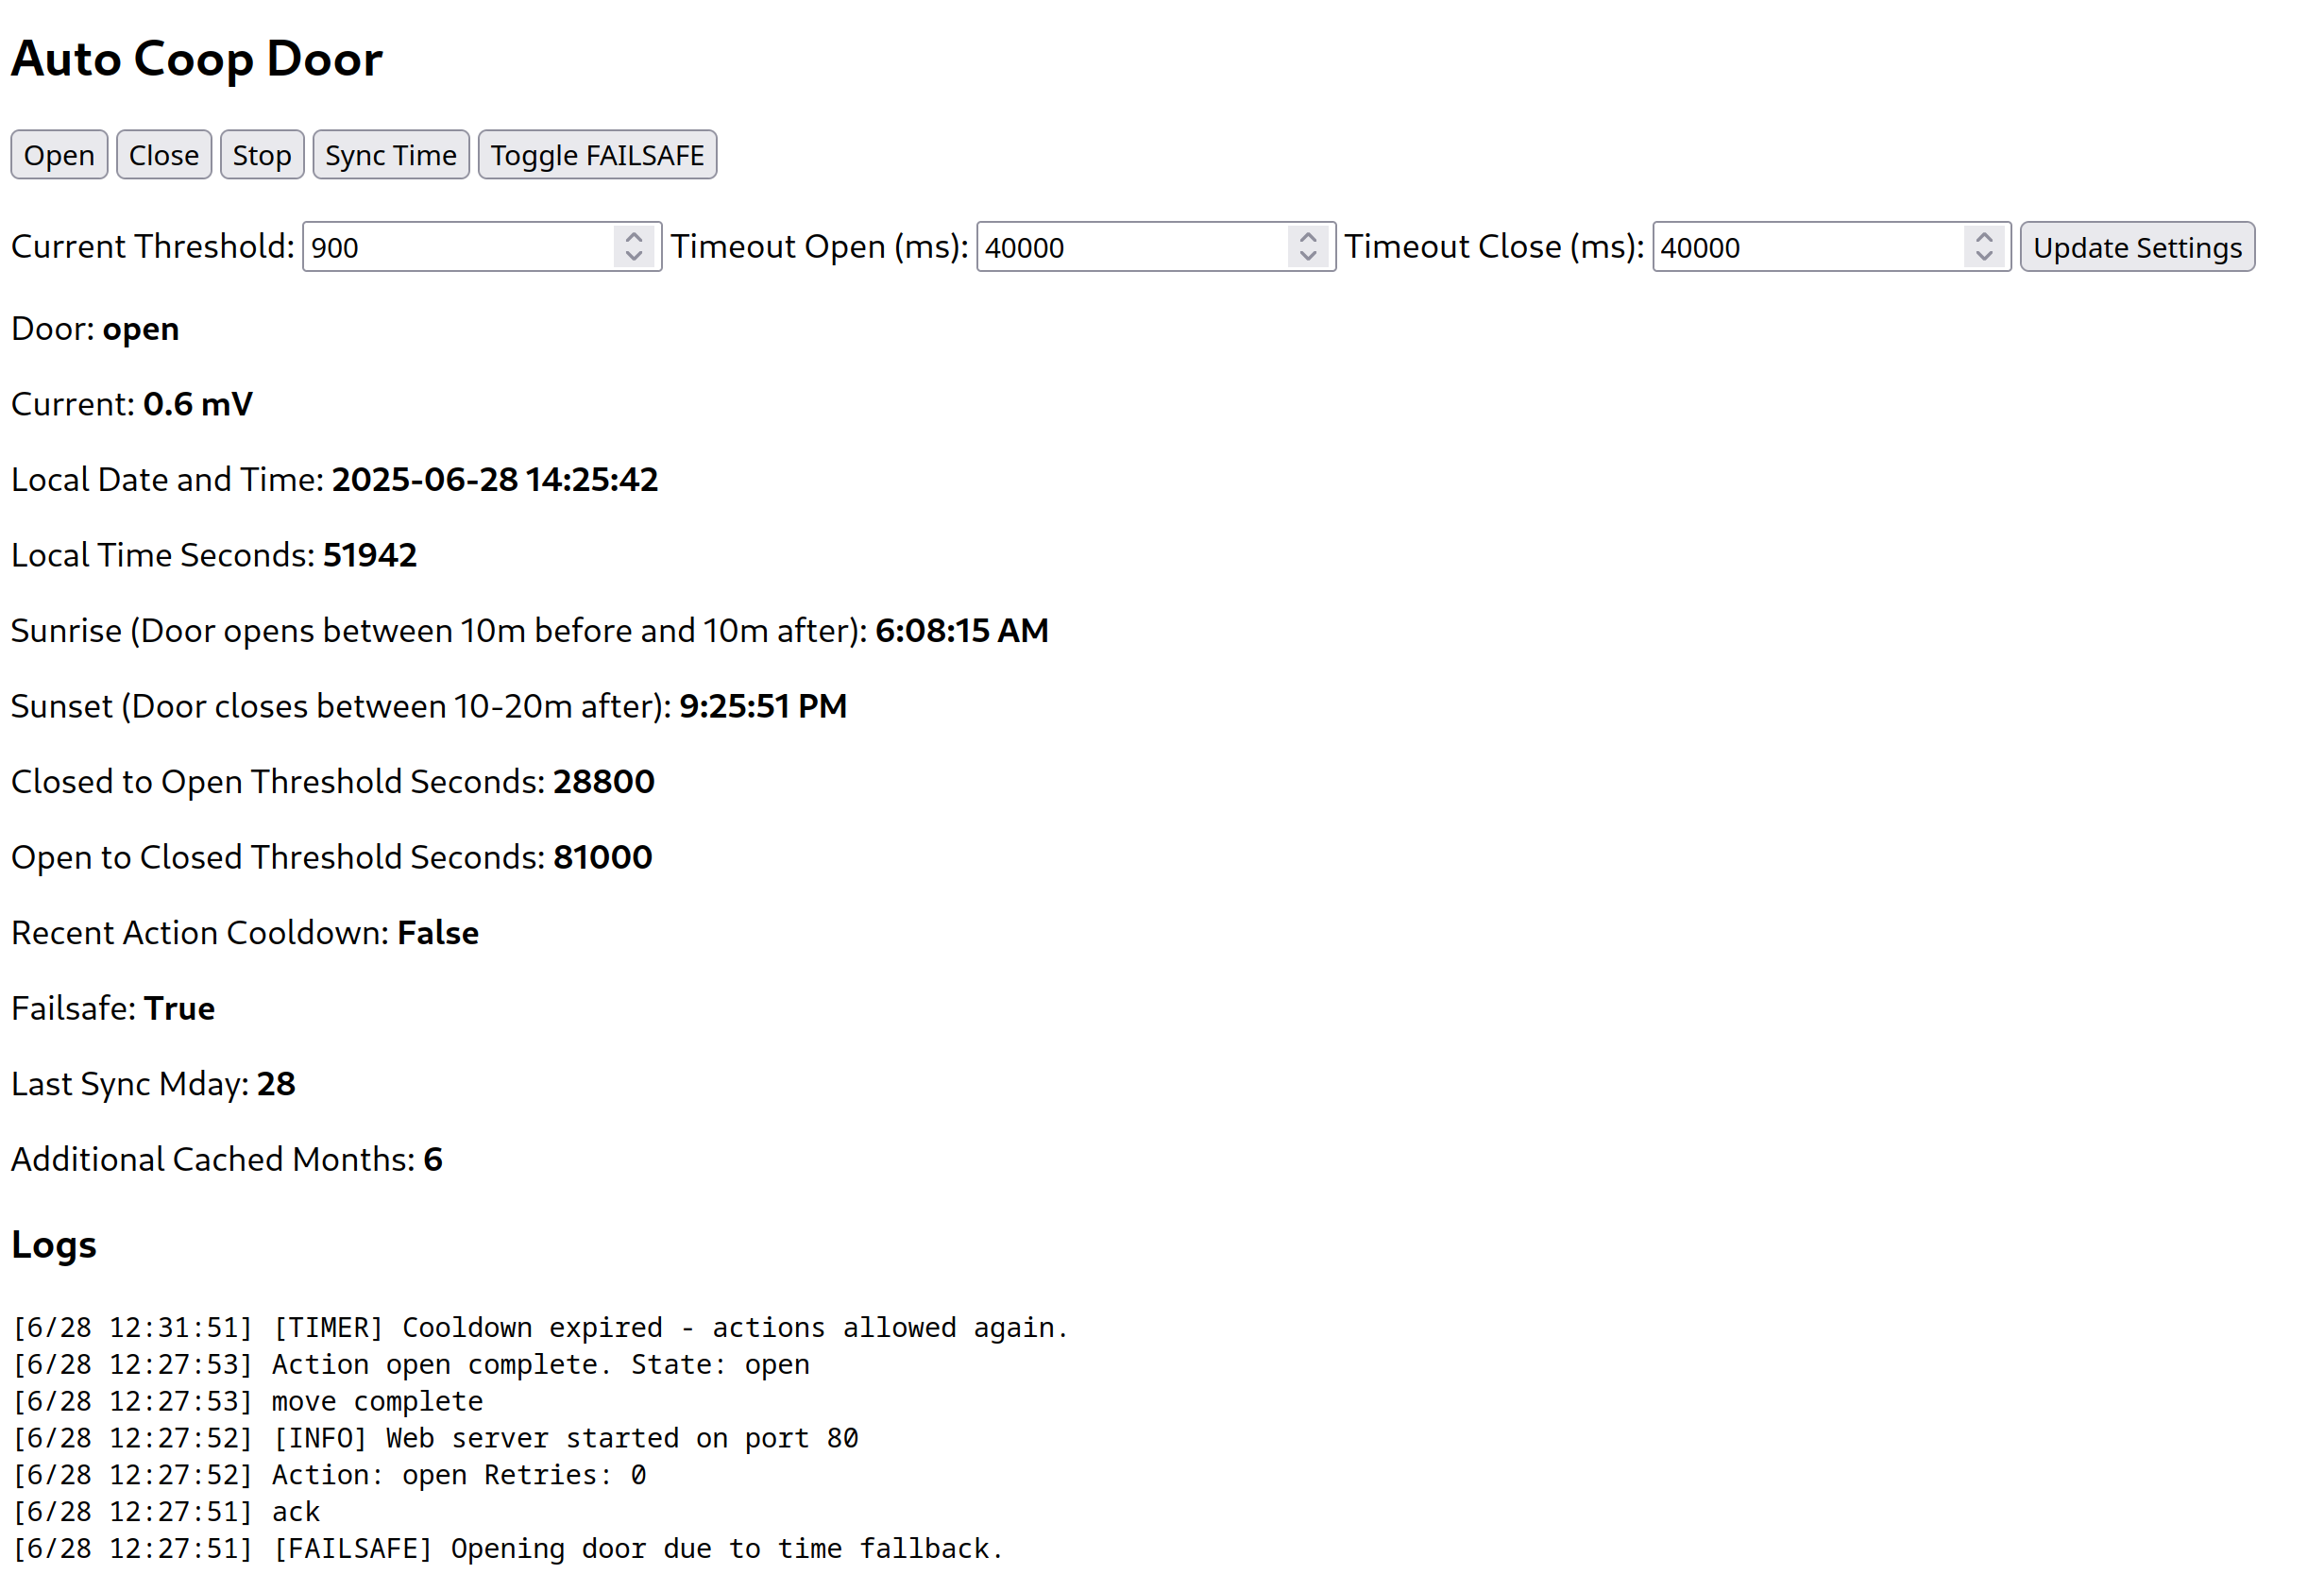 Auto Coop Door
Open Close Stop Sync Time Toggle FAILSAFE
Current Threshold: 900 Timeout Open (ms): 40000 Timeout Close (ms): 40000 Update Settings
Door: open
Current: 0.6 mV
Local Date and Time: 2025-06-28 14:25:42
Local Time Seconds: 51942
Sunrise (Door opens between 10m before and 10m after): 6:08:15 AM
Sunset (Door closes between 10-20m after): 9:25:51 PM
Closed to Open Threshold Seconds: 28800
Open to Closed Threshold Seconds: 81000
Recent Action Cooldown: False
Failsafe: True
Last Sync Mday: 28
Additional Cached Months: 6
Logs
[6/28 12:31:51] [TIMER] Cooldown expired - actions allowed again.
[6/28 12:27:53] Action open complete. State: open
[6/28 12:27:53] move complete
[6/28 12:27:52] [INFO] Web server started on port 80
[6/28 12:27:52] Action: open Retries: 0
[6/28 12:27:51] ack
[6/28 12:27:51] [FAILSAFE] Opening door due to time fallback.